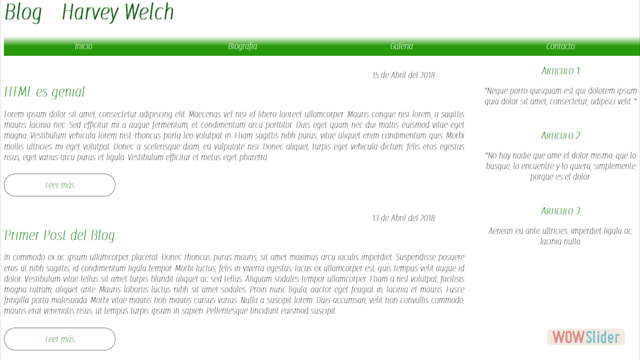 Blog Harvey Welch
Inicio Biografía Galería Contacto
15 de Abril del 2018
HTML es genial
Lorem ipsum dolor sit amet, consectetur adipiscing elit. Maecenas vel nisi id libero laoreet ullamcorper. Mauris congue nisi lorem, a sagittis
mauris lacinia nec. Sed efficitur mi a augue fermentum, et condimentum arcu porttitor. Duis eget quam nec dui mattis euismod vitae eget
magna. Vestibulum vehicula lorem nisl, rhoncus porta leo volutpat in. Etiam sagittis nibh purus, vitae aliquet enim condimentum quis. Morbi
mollis ultricies mi eget volutpat. Donec a scelerisque diam, eu vulputate nisi. Donec aliquet, turpis eget vehicula dictum, felis eros egestas
risus, eget varius arcu purus et ligula. Vestibulum efficitur et metus eget pharetra.
Leer más
13 de Abril del 2018
Primer Post del Blog
In commodo ex ac ipsum ullamcorper placerat. Donec rhoncus purus mauris, sit amet maximus arcu iaculis imperdiet. Suspendisse posuere
eros ut nibh sagittis, id condimentum ligula tempor. Morbi luctus, felis in viverra egestas, lacus ex ullamcorper est, quis tempus velit augue id
dolor. Vestibulum vitae tellus sit amet turpis blandit aliquet ac sed tellus. Aliquam sodales tempor ullamcorper. Etiam a nisl volutpat, facilisis
magna rutrum, aliquet ante. Mauris lobortis luctus nibh sit amet sodales. Proin nunc ligula, auctor eget feugiat in, lacinia et mauris. Fusce
fringilla porta malesuada. Morbi vitae mauris non mauris cursus varius. Nulla a suscipit lorem. Duis accumsan, velit non convallis commodo,
mauris erat venenatis risus, ut tempus turpis ipsum in sapien. Pellentesque tincidunt euismod suscipit.
Leer más
Articulo 1
"Neque porro quisquam est qui dolorem ipsum
quia dolor sit amet, consectetur, adipisci velit."
Articulo 2
"No hay nadie que ame el dolor mismo, que lo
busque, lo encuentre y lo quiera, simplemente
porque es el dolor.
Articulo 3
Aenean eu ante ultricies, imperdiet ligula ac,
lacinia nulla.
WOWSlider